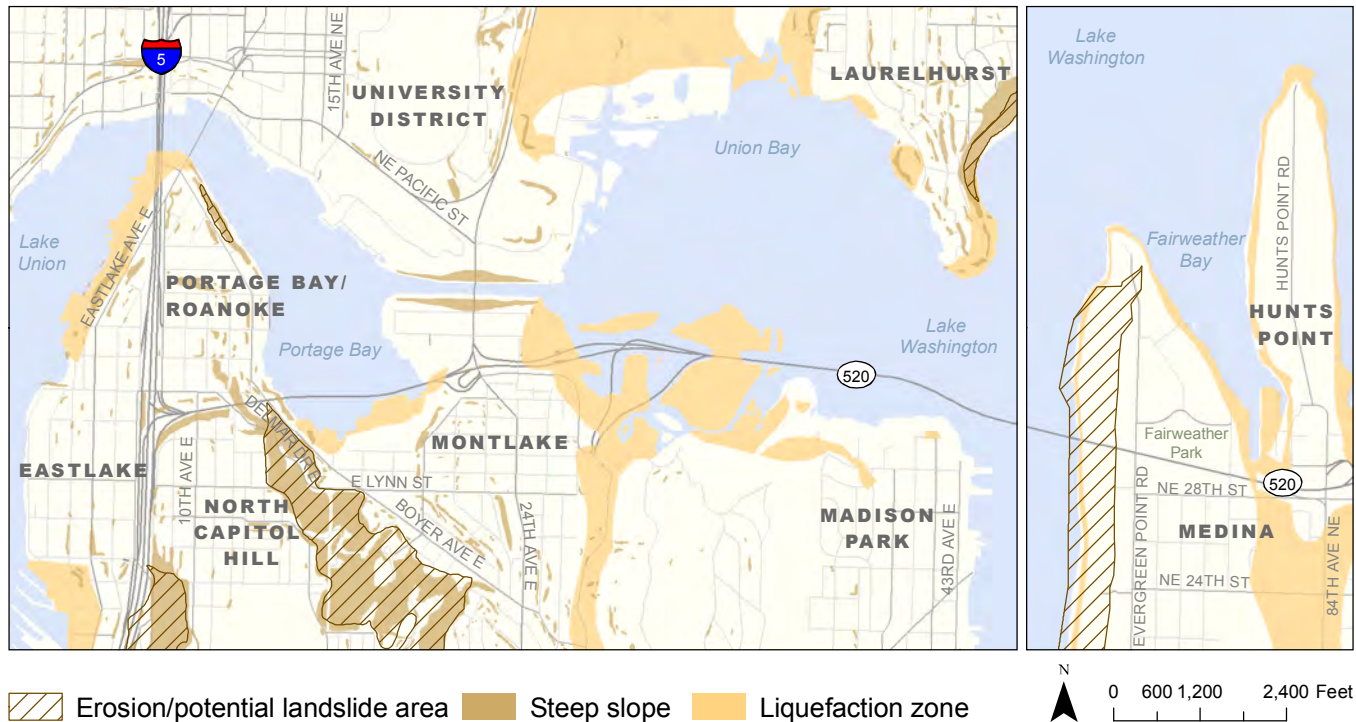 5
15TH AVE NE
UNIVERSITY
DISTRICT
NE PACIFIC ST
LAURELHURST
Union Bay
Lake
Union
EASTLAKE AVE E
PORTAGE BAY/
ROANOKE
Portage Bay
Lake
Washington
520
DELMAR DR E
MONTLAKE
EASTLAKE
10TH AVE E
E LYNN ST
NORTH
CAPITOL
HILL
BOYER AVE E
24TH AVE E
MADISON
PARK
43RD AVE E
Lake
Washington
HUNTS POINT RD
Fairweather
Bay
HUNTS
POINT
Fairweather
Park
520
NE 28TH ST
EVERGREEN POINT RD
MEDINA
NE 24TH ST
84TH AVE NE
Erosion/potential landslide area
Steep slope
Liquefaction zone
N
0 600 1,200 2,400 Feet